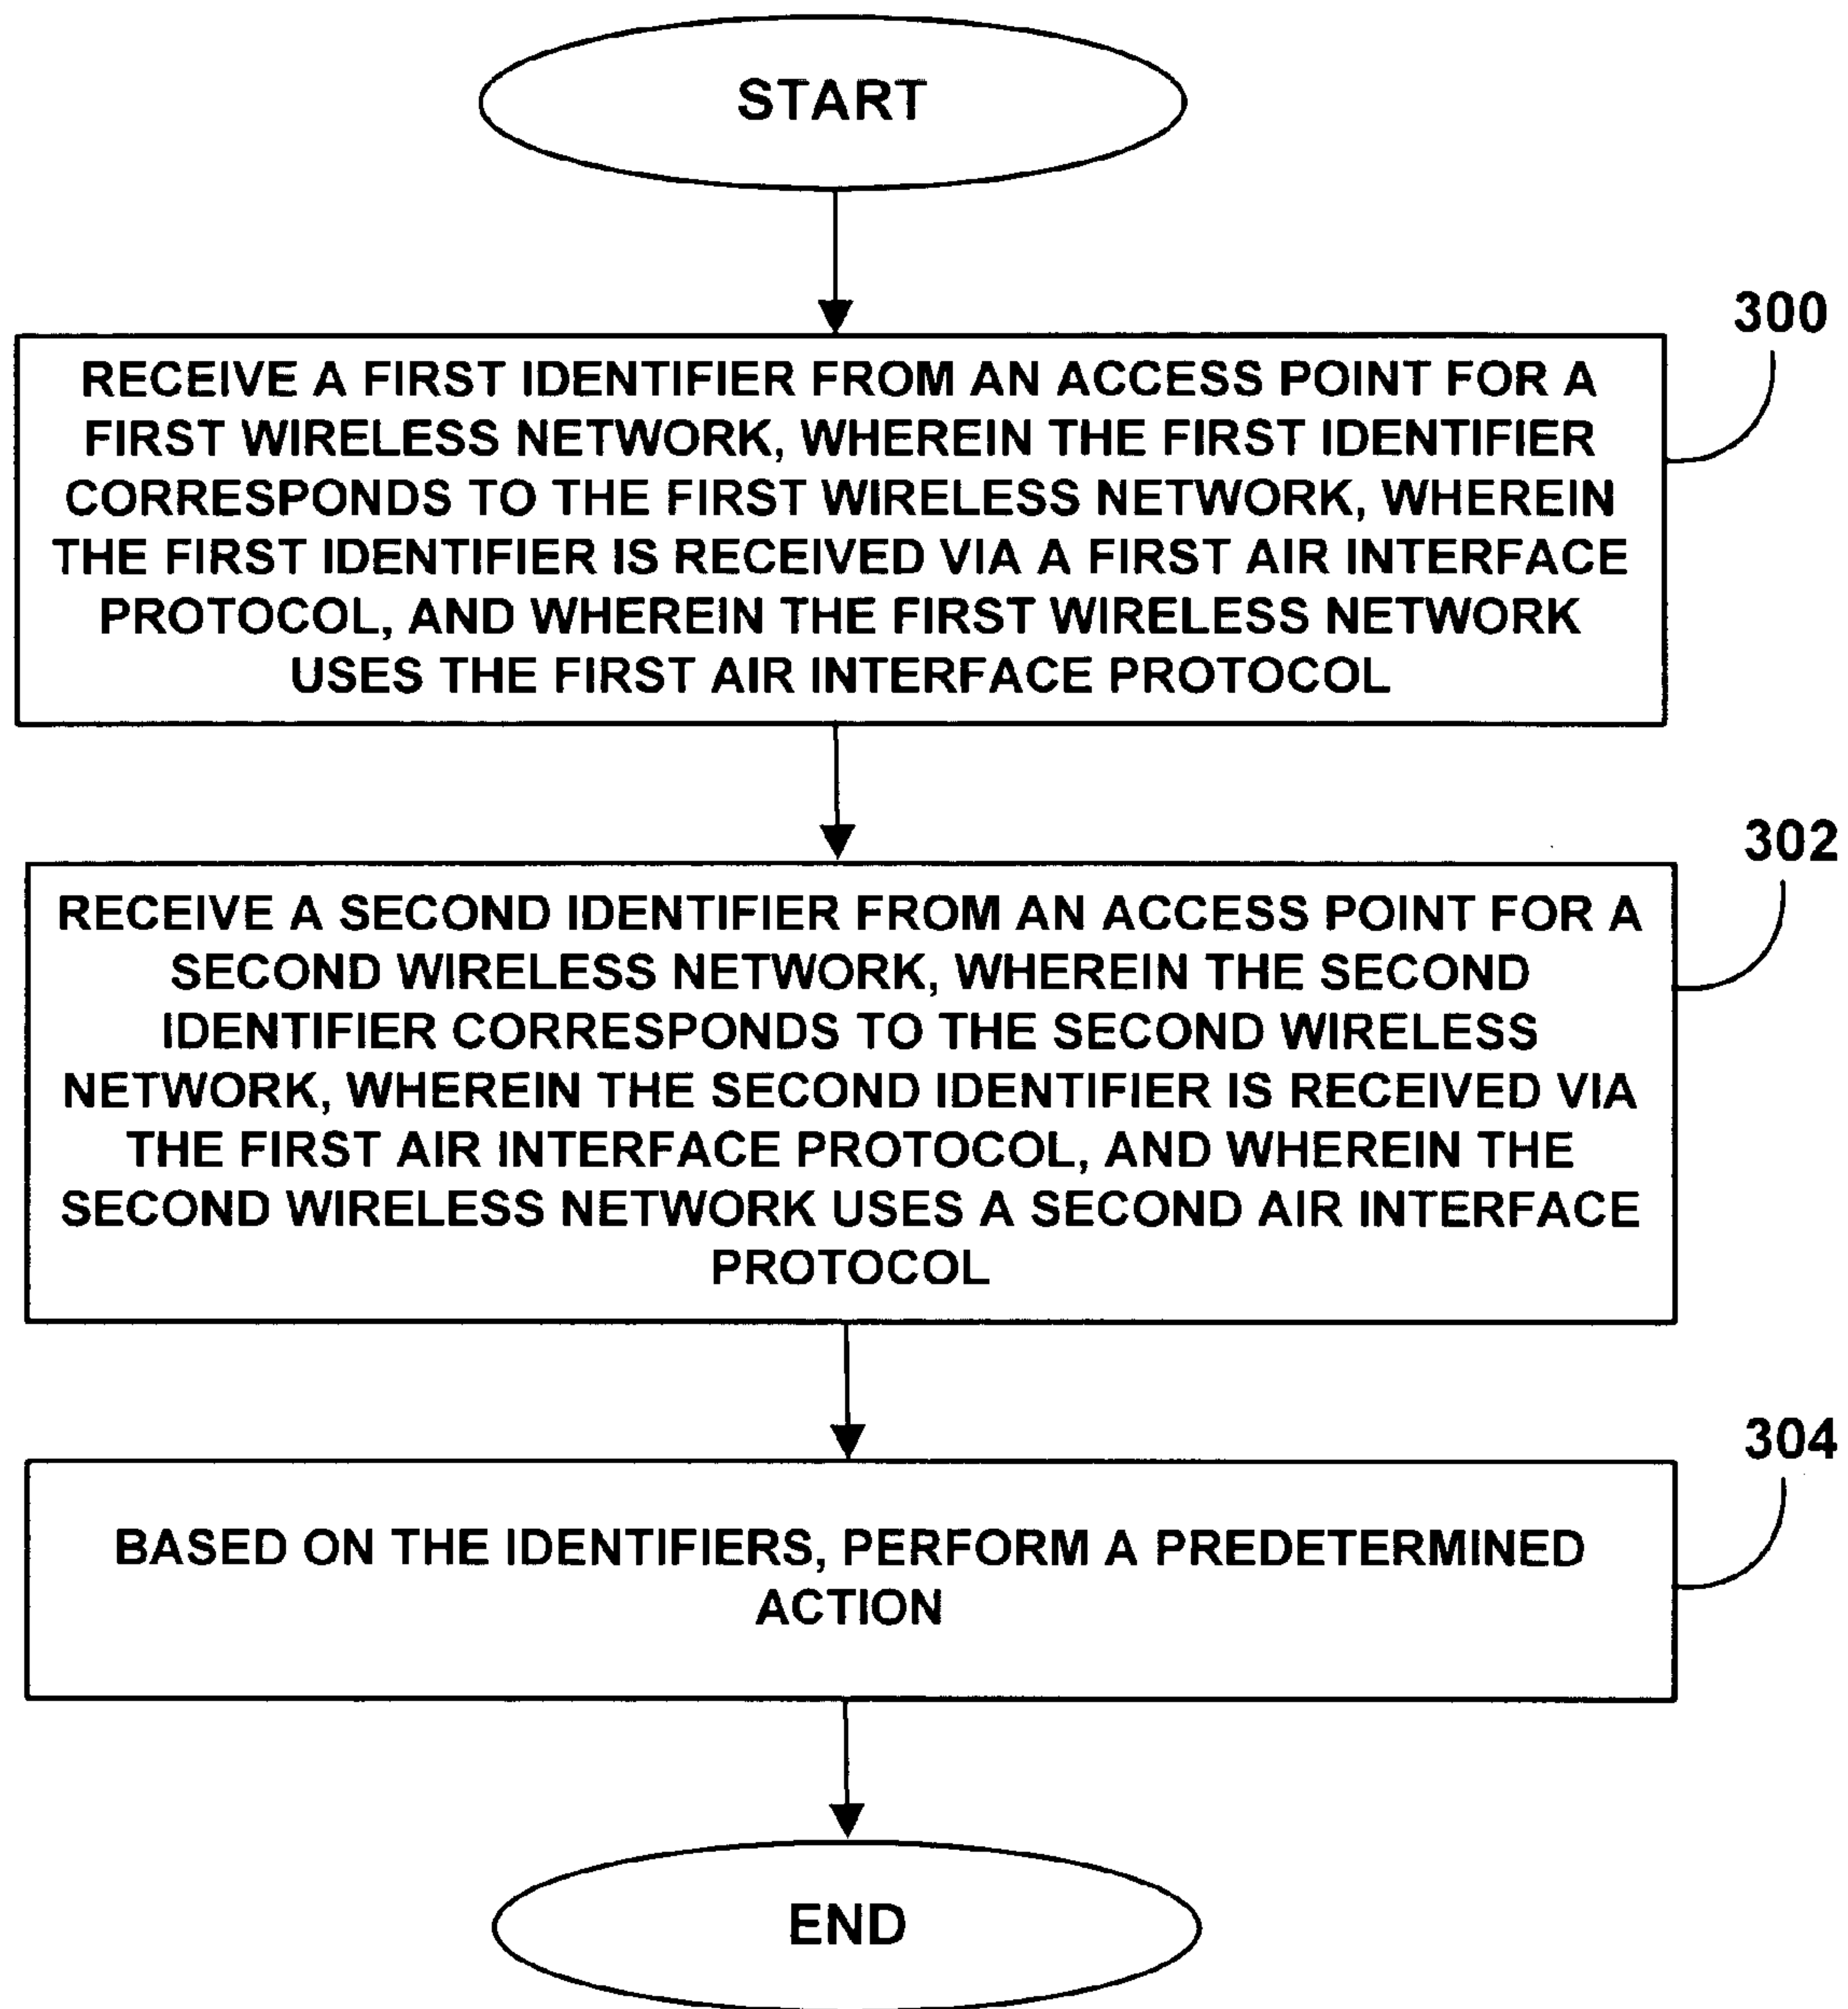 START
300
RECEIVE A FIRST IDENTIFIER FROM AN ACCESS POINT FOR A
FIRST WIRELESS NETWORK, WHEREIN THE FIRST IDENTIFIER
CORRESPONDS TO THE FIRST WIRELESS NETWORK, WHEREIN
THE FIRST IDENTIFIER IS RECEIVED VIA A FIRST AIR INTERFACE
PROTOCOL, AND WHEREIN THE FIRST WIRELESS NETWORK
USES THE FIRST AIR INTERFACE PROTOCOL
302
RECEIVE A SECOND IDENTIFIER FROM AN ACCESS POINT FOR A
SECOND WIRELESS NETWORK, WHEREIN THE SECOND
IDENTIFIER CORRESPONDS TO THE SECOND WIRELESS
NETWORK, WHEREIN THE SECOND IDENTIFIER IS RECEIVED VIA
THE FIRST AIR INTERFACE PROTOCOL, AND WHEREIN THE
SECOND WIRELESS NETWORK USES A SECOND AIR INTERFACE
PROTOCOL
304
BASED ON THE IDENTIFIERS, PERFORM A PREDETERMINED
ACTION
END